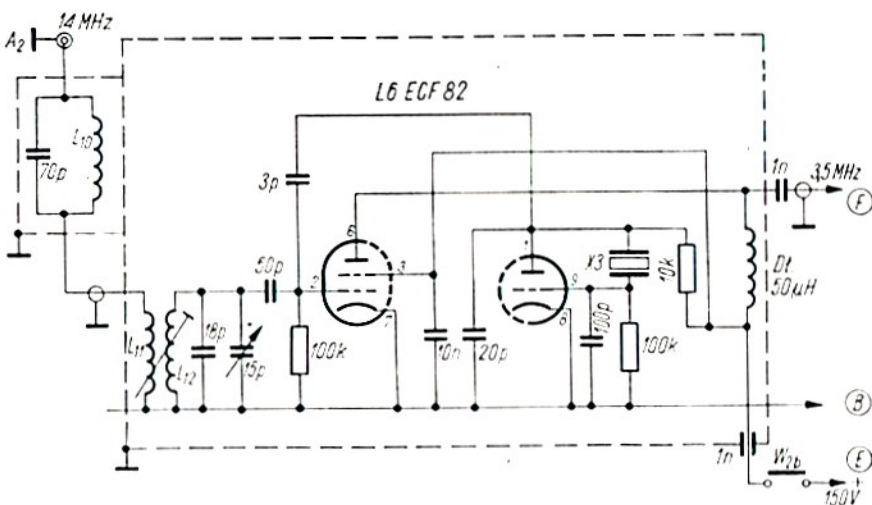 A2
14 MHz
L6 ECF 82
L10
70p
3p
1n
3,5 MHz
F
6
1
X3
10k
D1
50μH
50p
2
3
9
7
8
L11
L12
18p
15p
100k
10n
20p
100p
100k
B
1n
W2b
E
+
150V